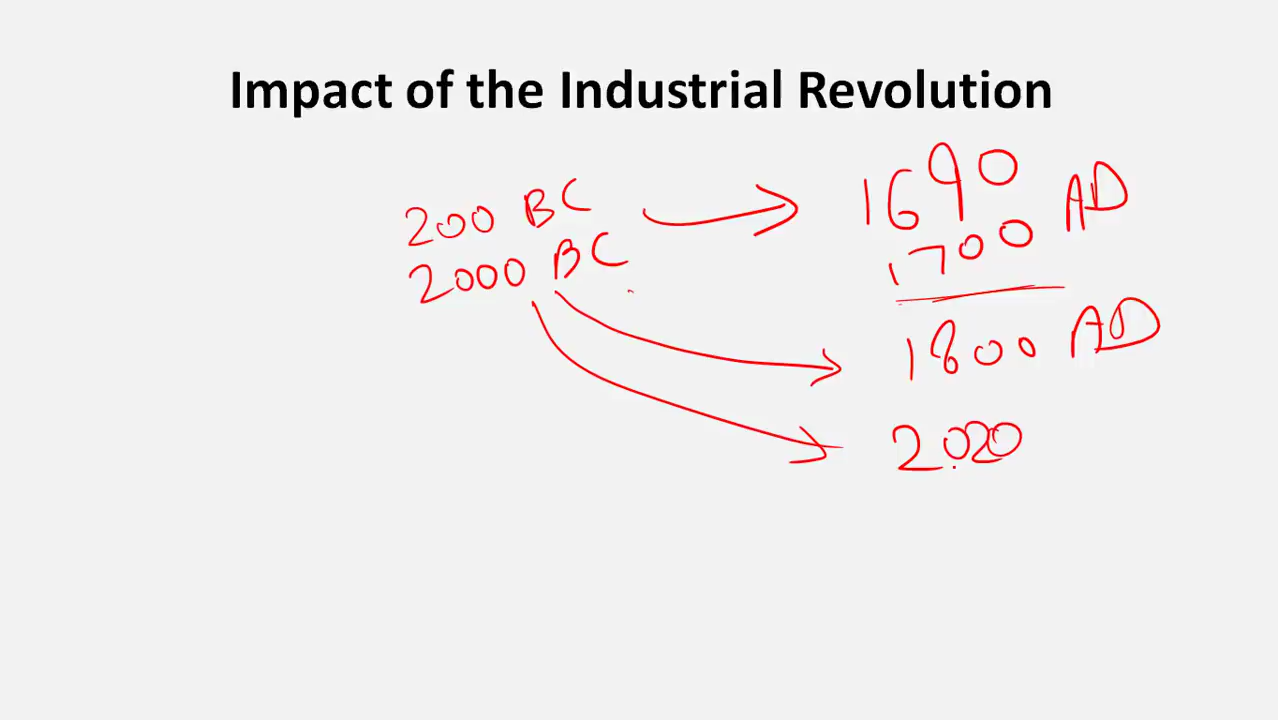 Impact of the Industrial Revolution
200 BC
2000 BC
1690 AD
1700
1800 AD
2020